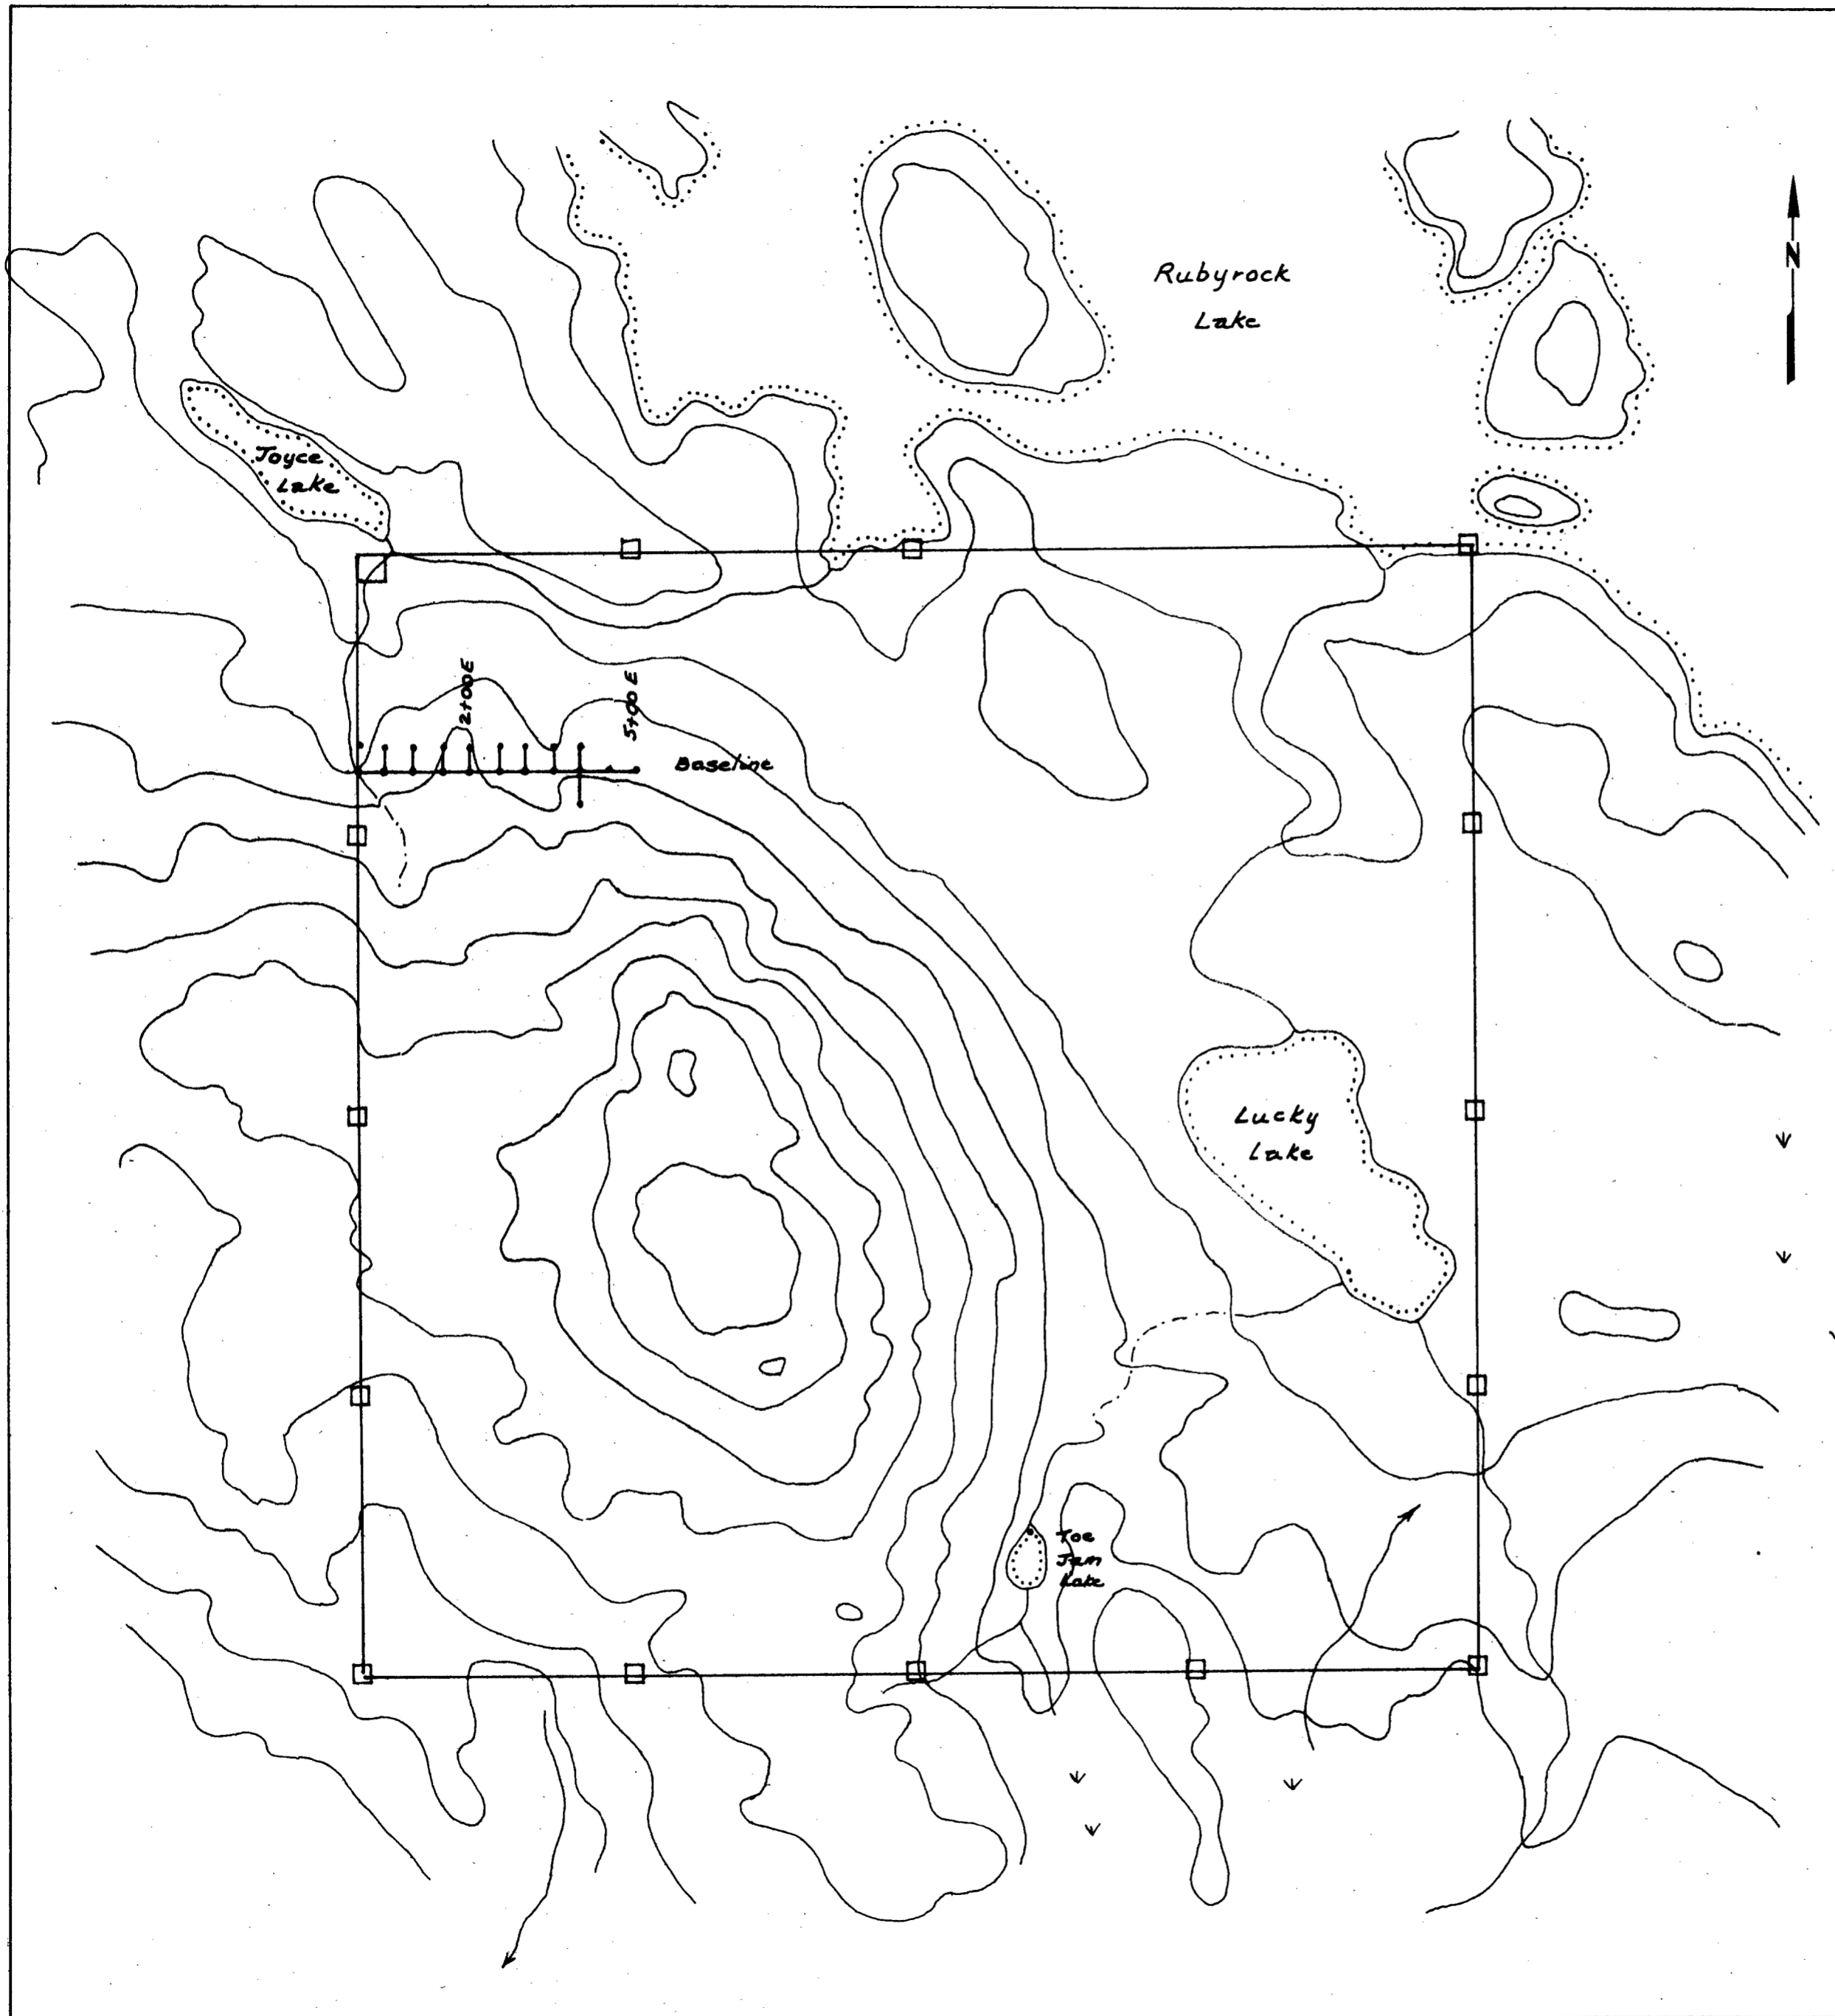 Rubyrock
Lake
N
Joyce
Lake
2+00E
5+00E
Baseline
Lucky
Lake
Toe
Jam
Lake